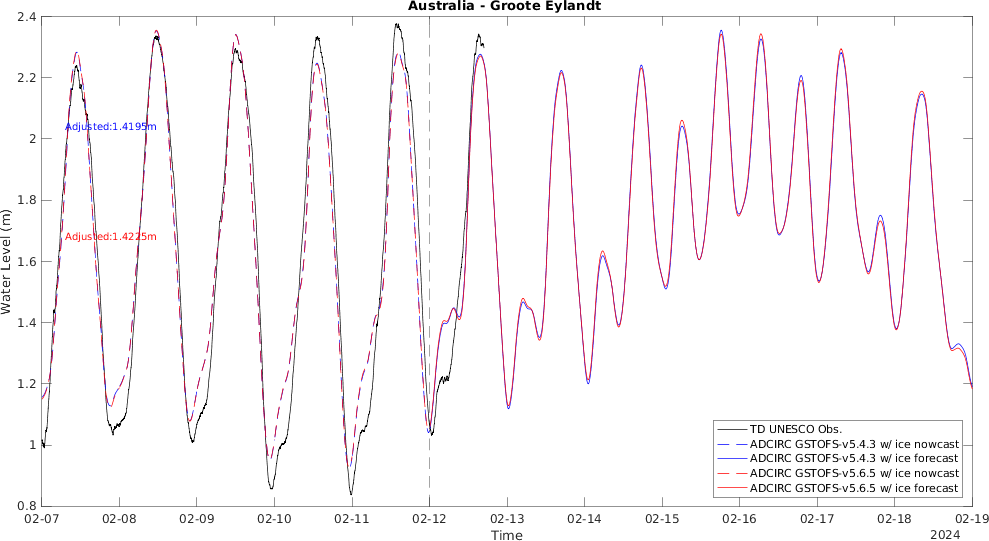 Australia - Groote Eylandt
2.4
2.2
2
1.8
1.6
1.4
1.2
1
0.8
Water Level (m)
Adjusted:1.4195m
Adjusted:1.4225m
TD UNESCO Obs.
ADCIRC GSTOFS-v5.4.3 w/ ice nowcast
ADCIRC GSTOFS-v5.4.3 w/ ice forecast
ADCIRC GSTOFS-v5.6.5 w/ ice nowcast
ADCIRC GSTOFS-v5.6.5 w/ ice forecast
02-07 02-08 02-09 02-10 02-11 02-12 02-13 02-14 02-15 02-16 02-17 02-18 02-19
Time
2024